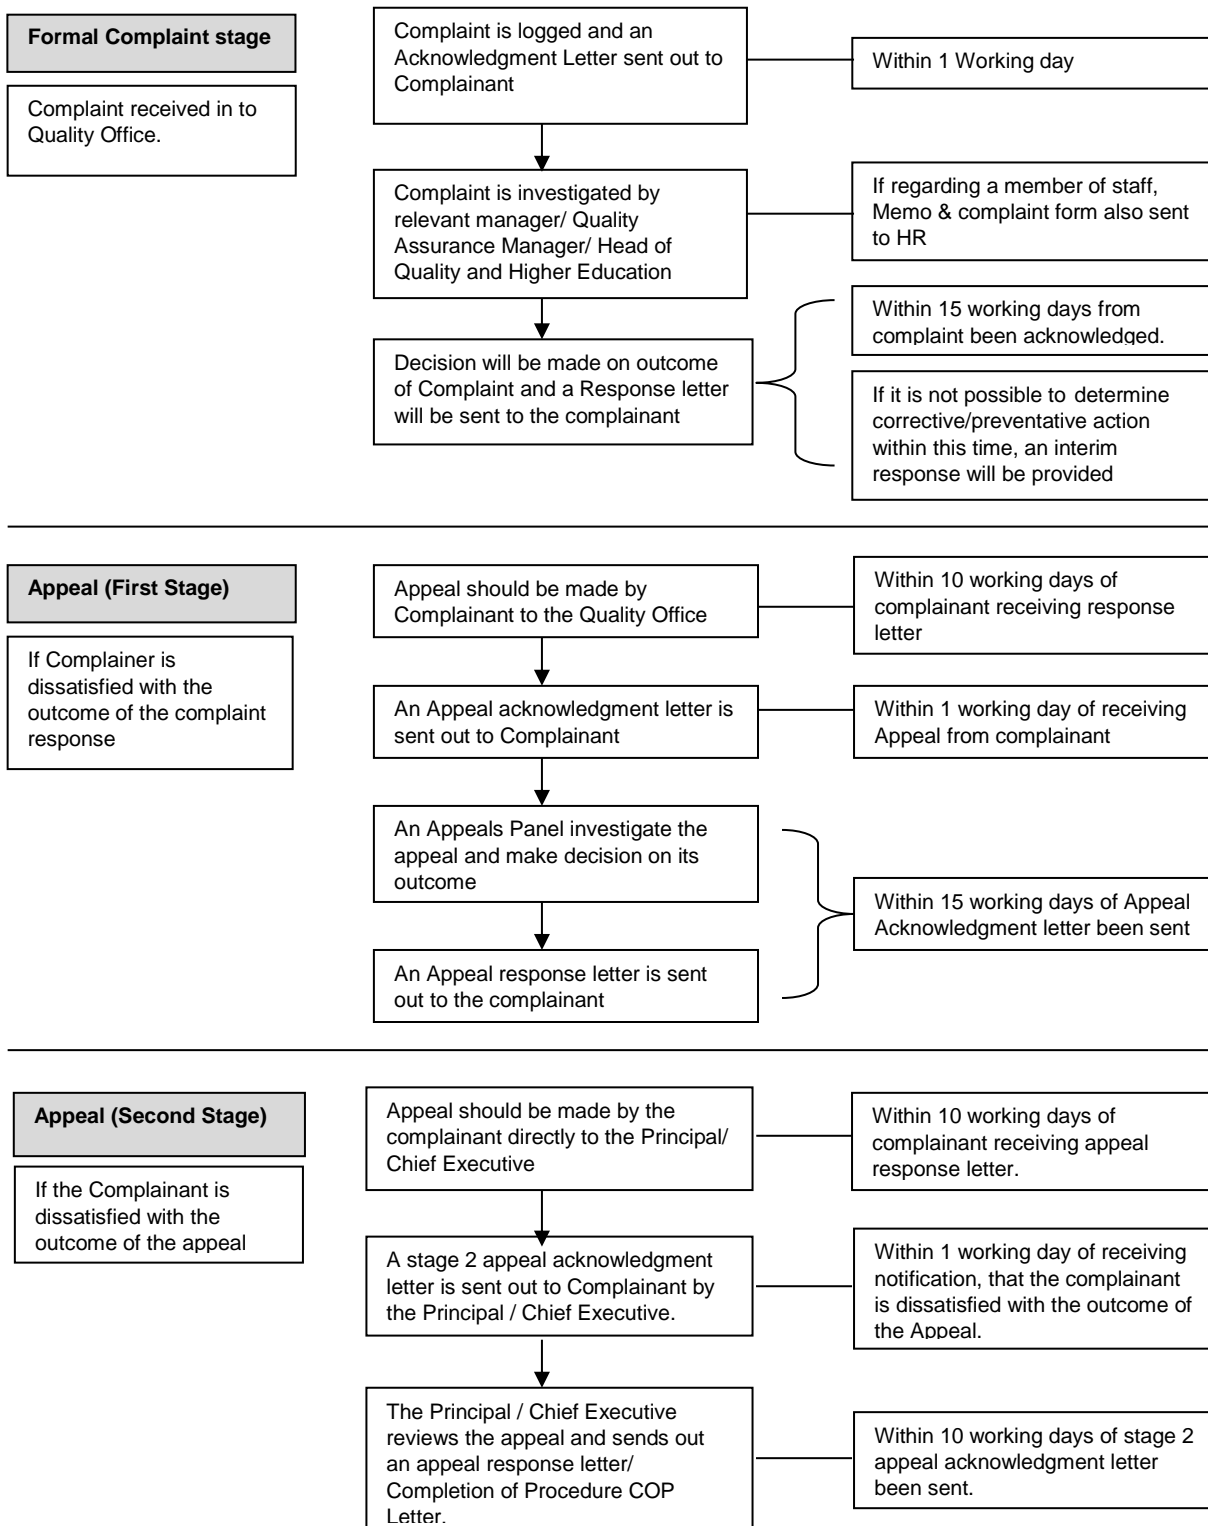 Formal Complaint stage
Complaint received in to
Quality Office.
Complaint is logged and an
Acknowledgment Letter sent out to
Complainant
Within 1 Working day
Complaint is investigated by
relevant manager/ Quality
Assurance Manager/ Head of
Quality and Higher Education
If regarding a member of staff,
Memo & complaint form also sent
to HR
Decision will be made on outcome
of Complaint and a Response letter
will be sent to the complainant
Within 15 working days from
complaint been acknowledged.
If it is not possible to determine
corrective/preventative action
within this time, an interim
response will be provided
Appeal (First Stage)
If Complainer is
dissatisfied with the
outcome of the complaint
response
Appeal should be made by
Complainant to the Quality Office
Within 10 working days of
complainant receiving response
letter
An Appeal acknowledgment letter is
sent out to Complainant
Within 1 working day of receiving
Appeal from complainant
An Appeals Panel investigate the
appeal and make decision on its
outcome
An Appeal response letter is sent
out to the complainant
Within 15 working days of Appeal
Acknowledgment letter been sent
Appeal (Second Stage)
If the Complainant is
dissatisfied with the
outcome of the appeal
Appeal should be made by the
complainant directly to the Principal/
Chief Executive
Within 10 working days of
complainant receiving appeal
response letter.
A stage 2 appeal acknowledgment
letter is sent out to Complainant by
the Principal / Chief Executive.
Within 1 working day of receiving
notification, that the complainant
is dissatisfied with the outcome of
the Appeal.
The Principal / Chief Executive
reviews the appeal and sends out
an appeal response letter/
Completion of Procedure COP
Letter.
Within 10 working days of stage 2
appeal acknowledgment letter
been sent.